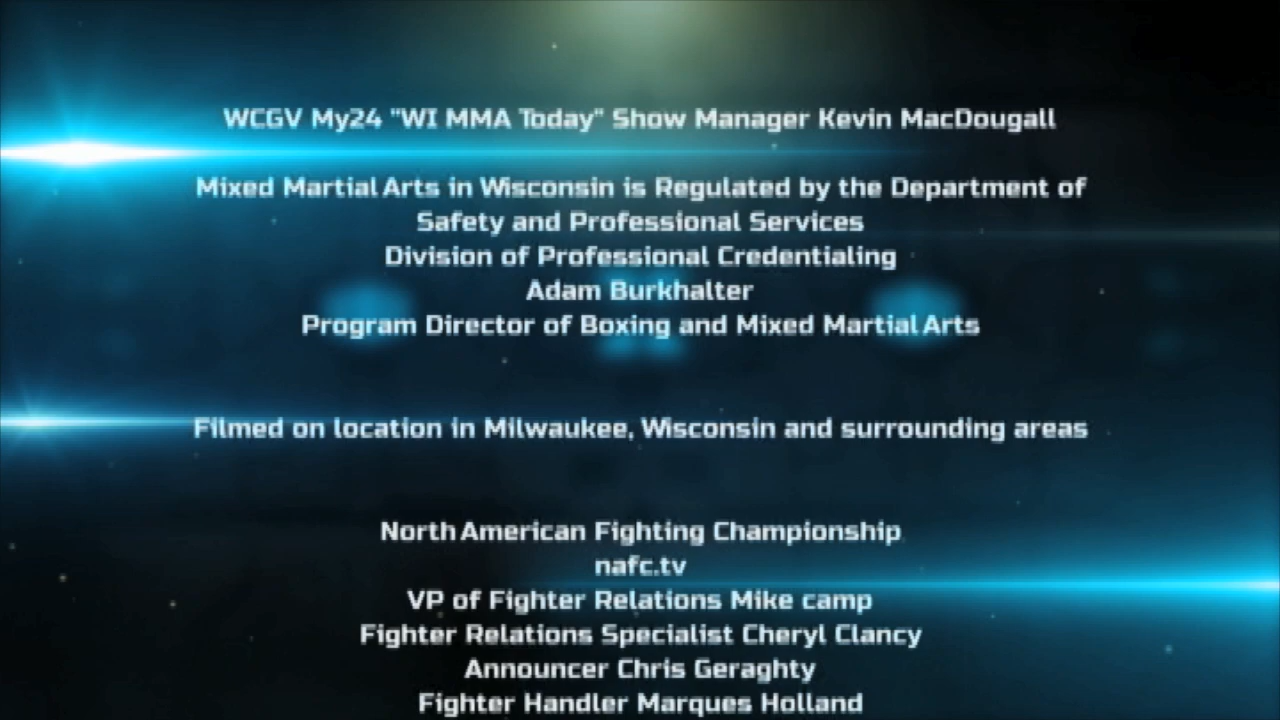 WCGV My24 "WI MMA Today" Show Manager Kevin MacDougall
Mixed Martial Arts in Wisconsin is Regulated by the Department of
Safety and Professional Services
Division of Professional Credentialing
Adam Burkhalter
Program Director of Boxing and Mixed Martial Arts
Filmed on location in Milwaukee, Wisconsin and surrounding areas
North American Fighting Championship
nafc.tv
VP of Fighter Relations Mike camp
Fighter Relations Specialist Cheryl Clancy
Announcer Chris Geraghty
Fighter Handler Marques Holland